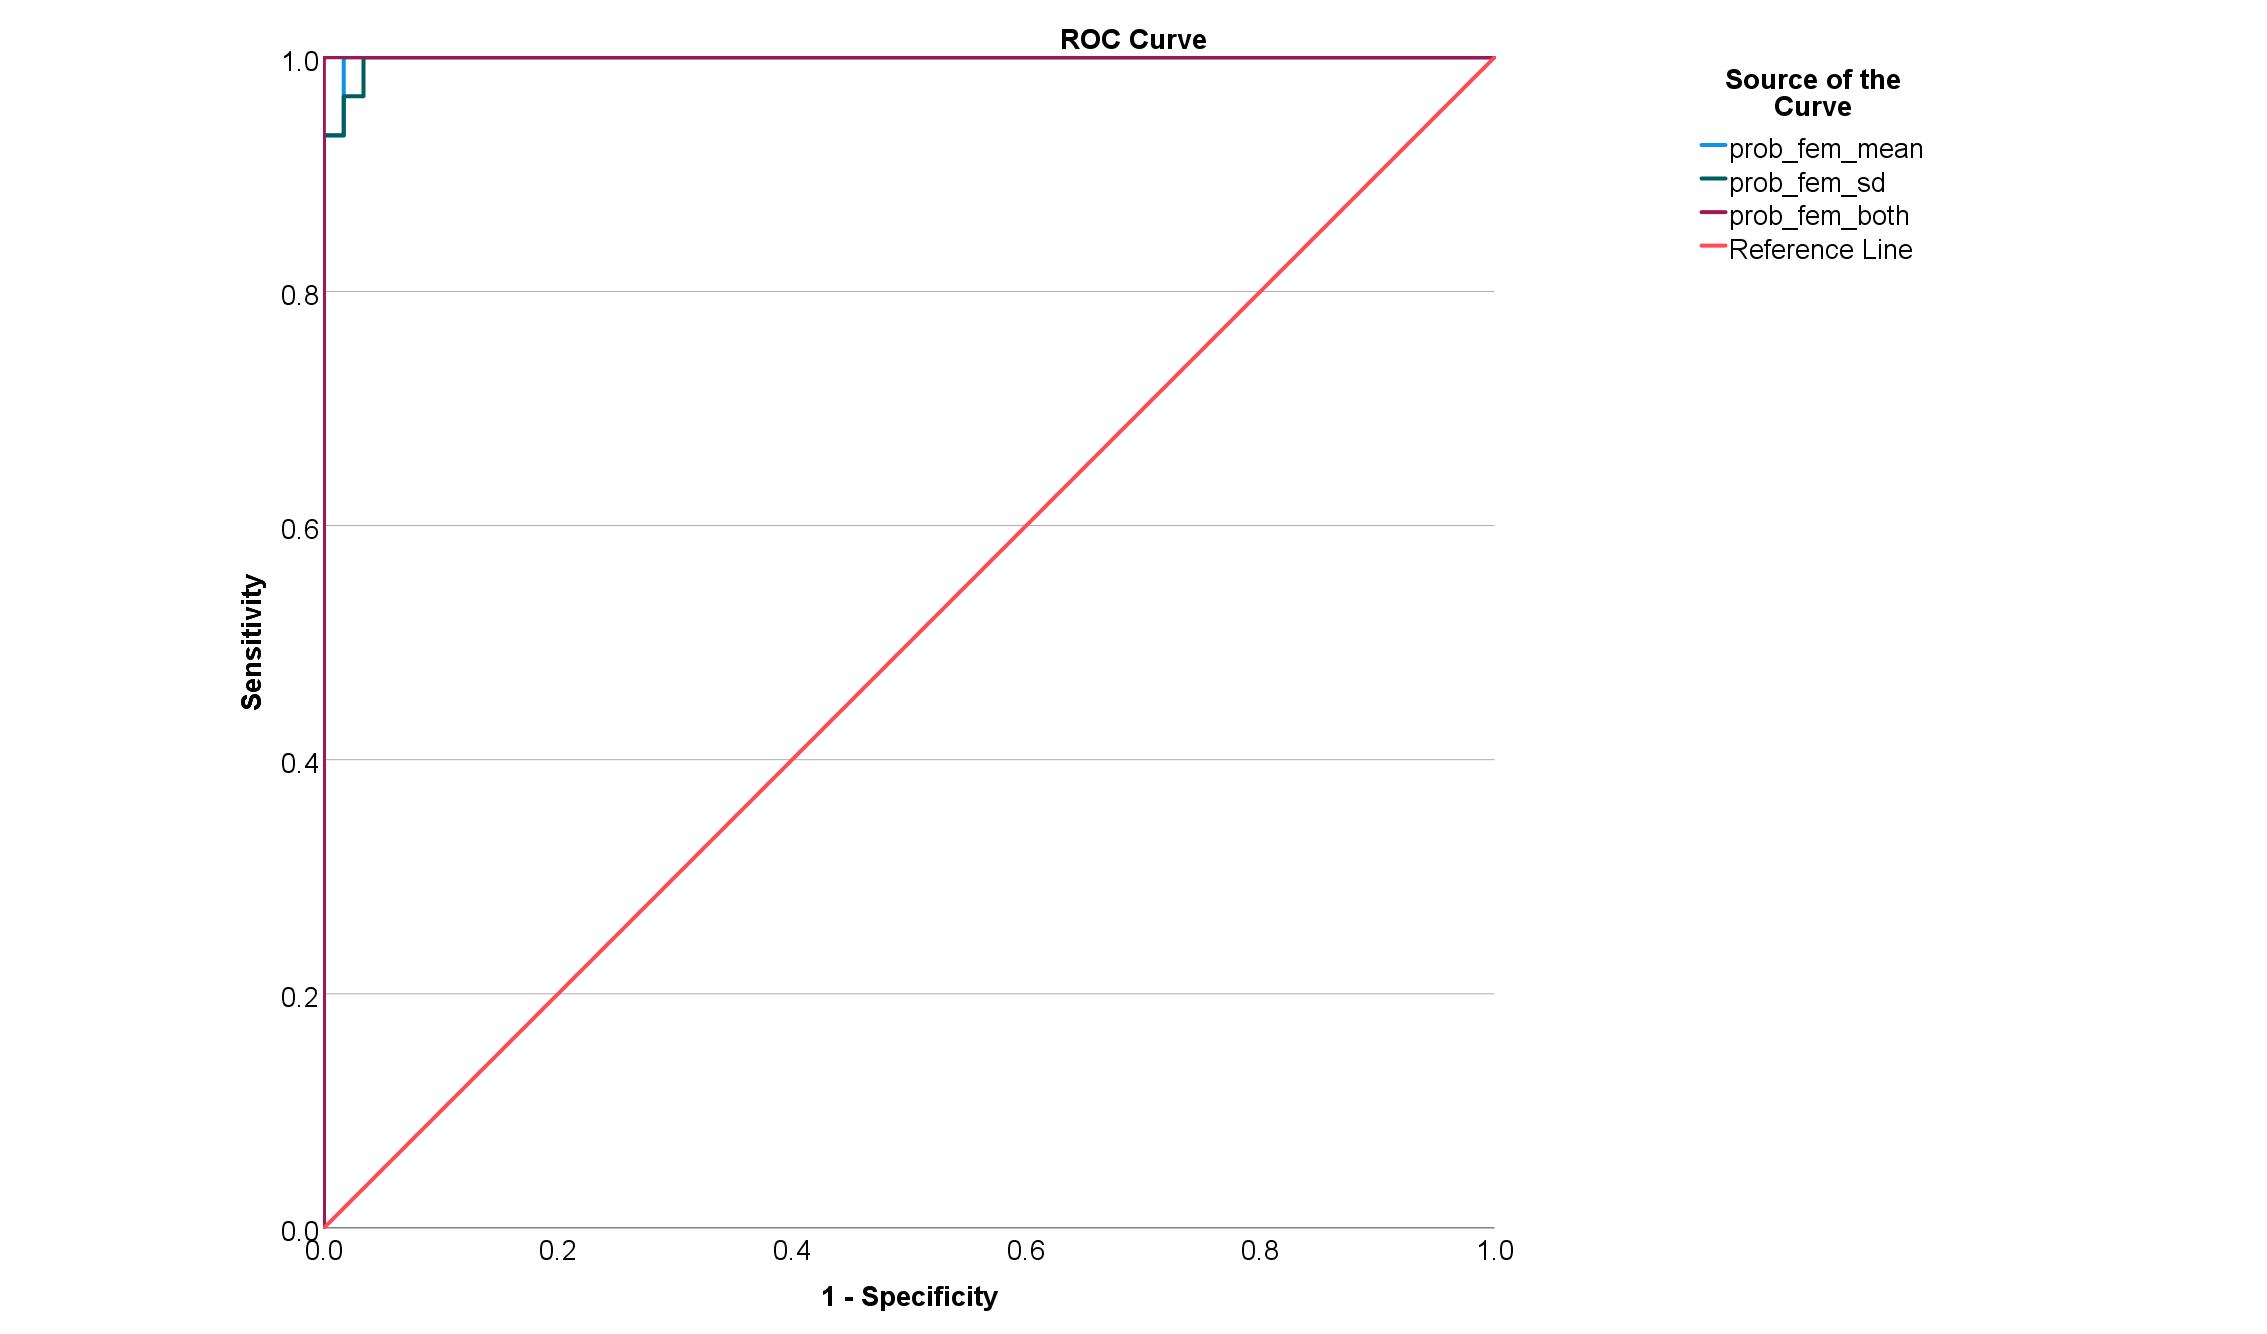 ROC Curve
1.0
0.8
0.6
0.4
0.2
0.0
Sensitivity
0.0 0.2 0.4 0.6 0.8 1.0
1 - Specificity
Source of the
Curve
prob_fem_mean
prob_fem_sd
prob_fem_both
Reference Line